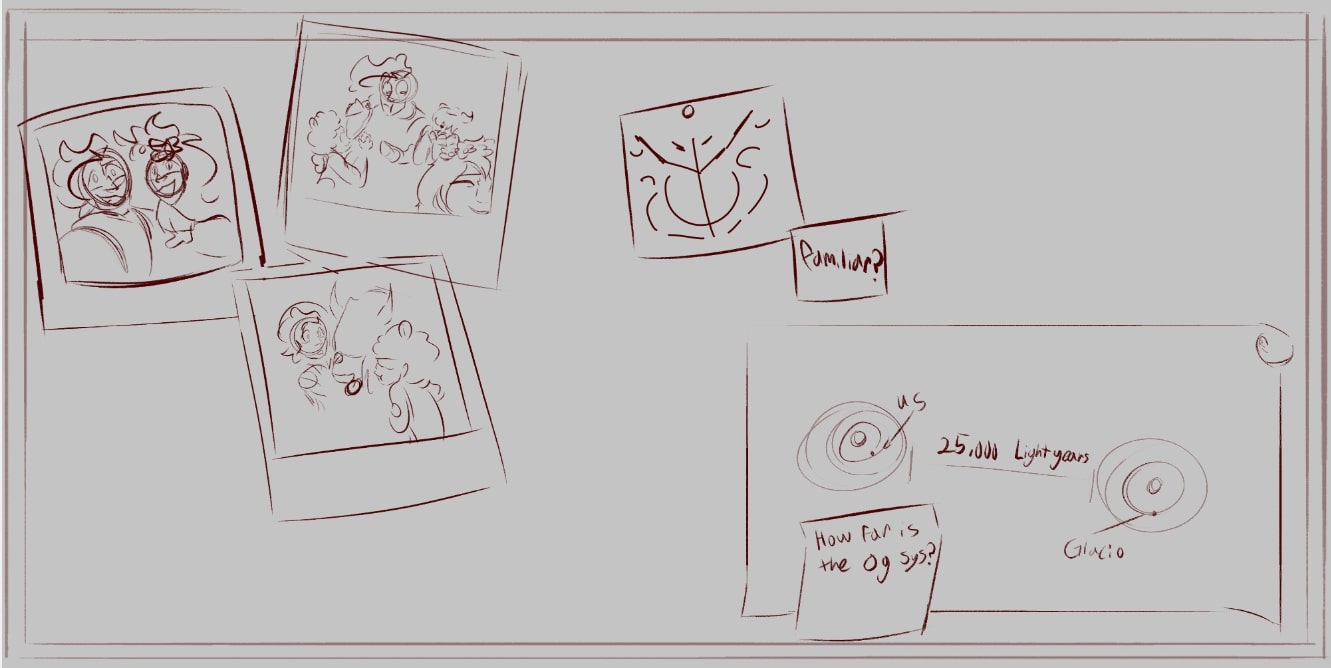 familiar?
us
25,000 Lightyears
Glacio
How far is
the Og sys?